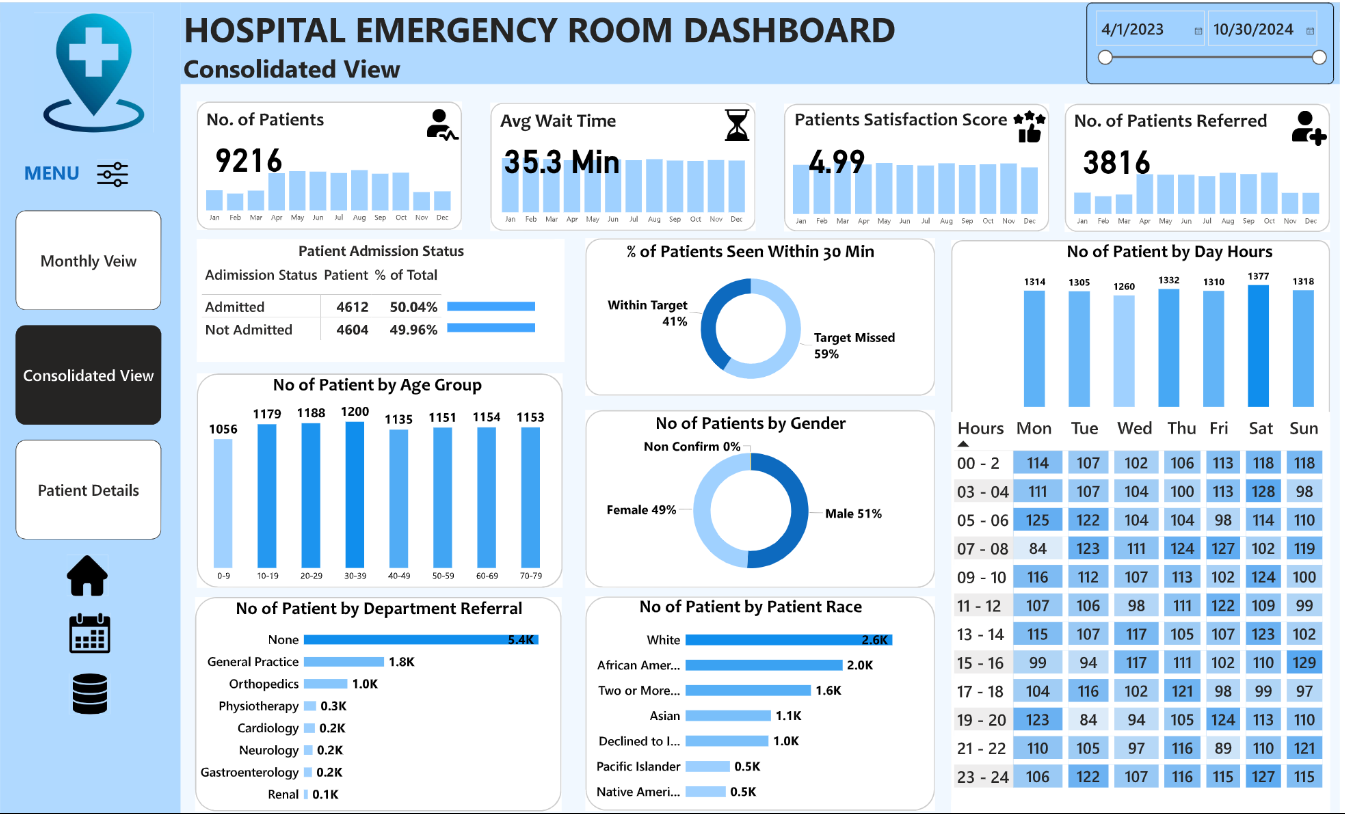 HOSPITAL EMERGENCY ROOM DASHBOARD
Consolidated View
4/1/2023 10/30/2024
MENU
Monthly Veiw
Consolidated View
Patient Details
No. of Patients
9216
Jan Feb Mar Apr May Jun Jul Aug Sep Oct Nov Dec
Avg Wait Time
35.3 Min
Jan Feb Mar Apr May Jun Jul Aug Sep Oct Nov Dec
Patients Satisfaction Score
4.99
Jan Feb Mar Apr May Jun Jul Aug Sep Oct Nov Dec
No. of Patients Referred
3816
Jan Feb Mar Apr May Jun Jul Aug Sep Oct Nov Dec
Patient Admission Status
Adimission Status Patient % of Total
Admitted 4612 50.04%
Not Admitted 4604 49.96%
% of Patients Seen Within 30 Min
Within Target
41%
Target Missed
59%
No of Patient by Age Group
1056 1179 1188 1200 1135 1151 1154 1153
0-9 10-19 20-29 30-39 40-49 50-59 60-69 70-79
No of Patients by Gender
Non Confirm 0%
Female 49%
Male 51%
No of Patient by Department Referral
None 5.4K
General Practice 1.8K
Orthopedics 1.0K
Physiotherapy 0.3K
Cardiology 0.2K
Neurology 0.2K
Gastroenterology 0.2K
Renal 0.1K
No of Patient by Patient Race
White 2.6K
African Amer... 2.0K
Two or More... 1.6K
Asian 1.1K
Declined to I... 1.0K
Pacific Islander 0.5K
Native Ameri... 0.5K
No of Patient by Day Hours
1314 1305 1260 1332 1310 1377 1318
Hours Mon Tue Wed Thu Fri Sat Sun
00 - 2 114 107 102 106 113 118 118
03 - 04 111 107 104 100 113 128 98
05 - 06 125 122 104 104 98 114 110
07 - 08 84 123 111 124 127 102 119
09 - 10 116 112 107 113 102 124 100
11 - 12 107 106 98 111 122 109 99
13 - 14 115 107 117 105 107 123 102
15 - 16 99 94 117 111 102 110 129
17 - 18 104 116 102 121 98 99 97
19 - 20 123 84 94 105 124 113 110
21 - 22 110 105 97 116 89 110 121
23 - 24 106 122 107 116 115 127 115